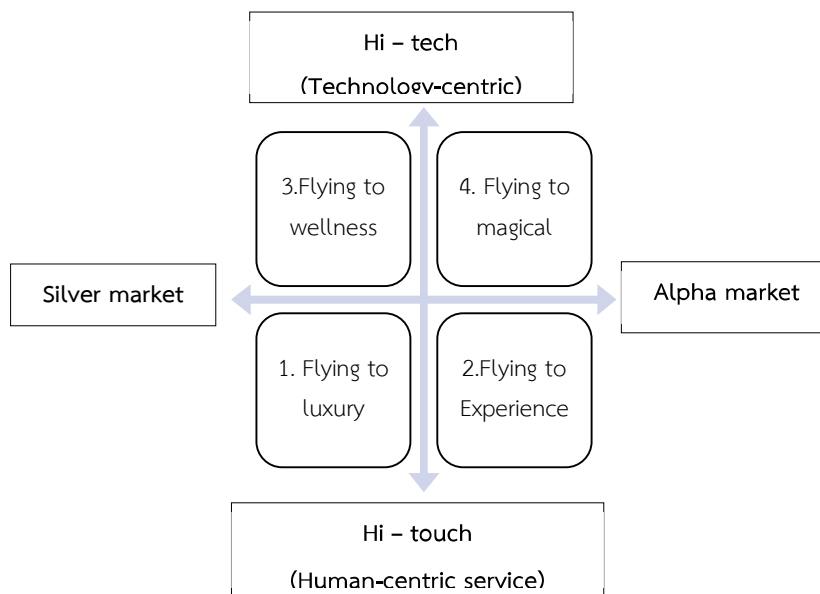 Hi – tech
(Technology-centric)
3.Flying to
wellness
4. Flying to
magical
Silver market
Alpha market
1. Flying to
luxury
2.Flying to
Experience
Hi – touch
(Human-centric service)